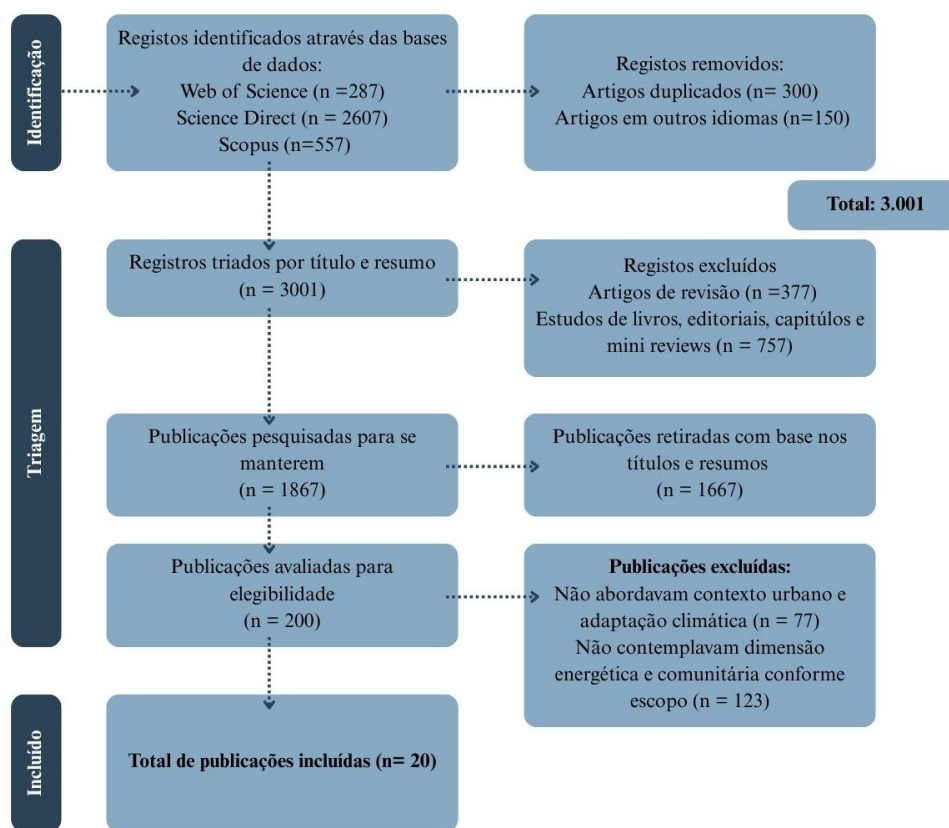 Identificação
Registos identificados através das bases
de dados:
Web of Science (n =287)
Science Direct (n = 2607)
Scopus (n=557)
Registos removidos:
Artigos duplicados (n= 300)
Artigos em outros idiomas (n=150)
Total: 3.001
Triagem
Registros triados por título e resumo
(n = 3001)
Registos excluídos
Artigos de revisão (n =377)
Estudos de livros, editoriais, capitúlos e
mini reviews (n = 757)
Publicações pesquisadas para se
manterem
(n = 1867)
Publicações retiradas com base nos
títulos e resumos
(n = 1667)
Publicações avaliadas para
elegibilidade
(n = 200)
Publicações excluídas:
Não abordavam contexto urbano e
adaptação climática (n = 77)
Não contemplavam dimensão
energética e comunitária conforme
escopo (n = 123)
Incluído
Total de publicações incluídas (n= 20)